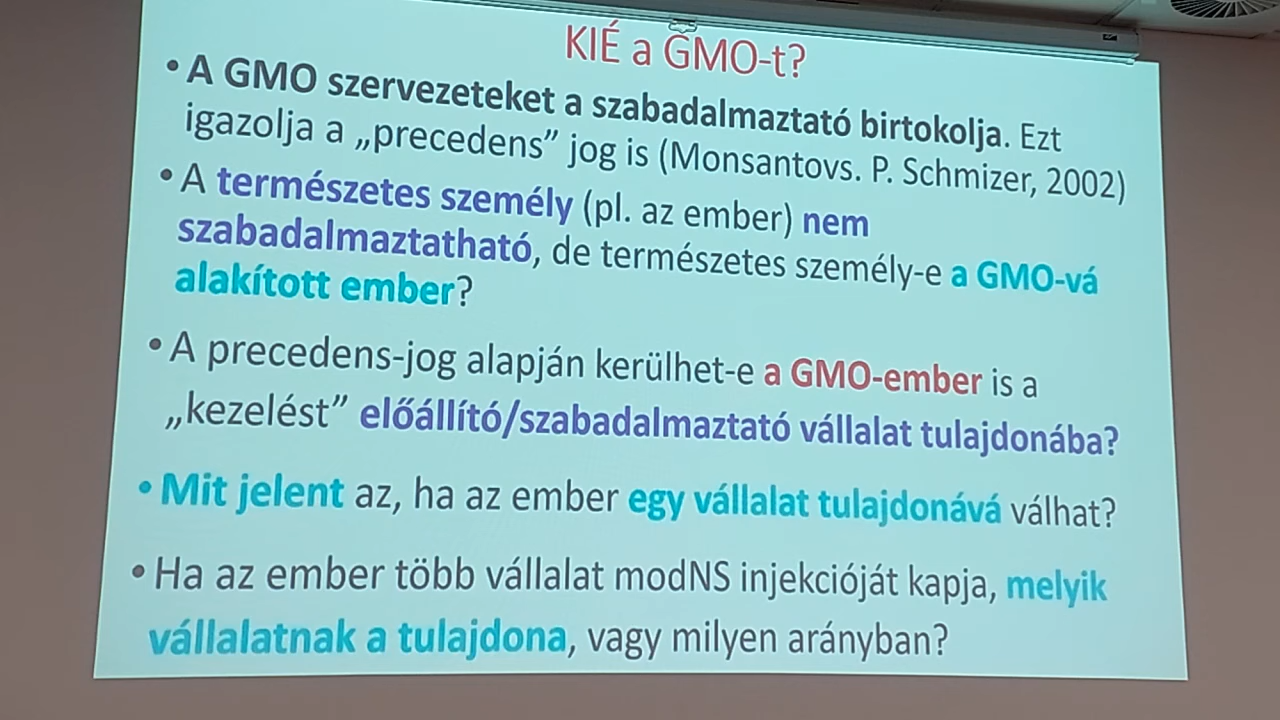 KIÉ a GMO-t?
• A GMO szervezeteket a szabadalmaztató birtokolja. Ezt
igazolja a „precedens” jog is (Monsantovs. P. Schmizer, 2002)
• A természetes személy (pl. az ember) nem
szabadalmaztatható, de természetes személy-e a GMO-vá
alakított ember?
• A precedens-jog alapján kerülhet-e a GMO-ember is a
„kezelést” előállító/szabadalmaztató vállalat tulajdonába?
• Mit jelent az, ha az ember egy vállalat tulajdonává válhat?
• Ha az ember több vállalat modNS injekcióját kapja, melyik
vállalatnak a tulajdona, vagy milyen arányban?